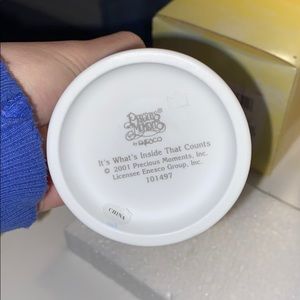 Precious
Moments®
by ENESCO
It's What's Inside That Counts
© 2001 Precious Moments, Inc.
Licensee Enesco Group, Inc.
101497
CHINA